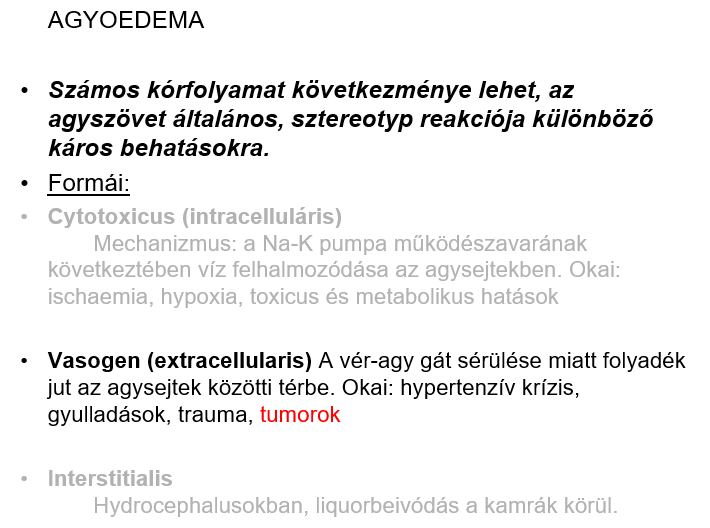 AGYOEDEMA
• Számos kórfolyamat következménye lehet, az
agyszövet általános, sztereotyp reakciója különböző
káros behatásokra.
• Formái:
• Cytotoxicus (intracelluláris)
Mechanizmus: a Na-K pumpa működészavarának
következtében víz felhalmozódása az agysejtekben. Okai:
ischaemia, hypoxia, toxicus és metabolikus hatások
• Vasogen (extracellularis) A vér-agy gát sérülése miatt folyadék
jut az agysejtek közötti térbe. Okai: hypertenzív krízis,
gyulladások, trauma, tumorok
• Interstitialis
Hydrocephalusokban, liquorbeivódás a kamrák körül.